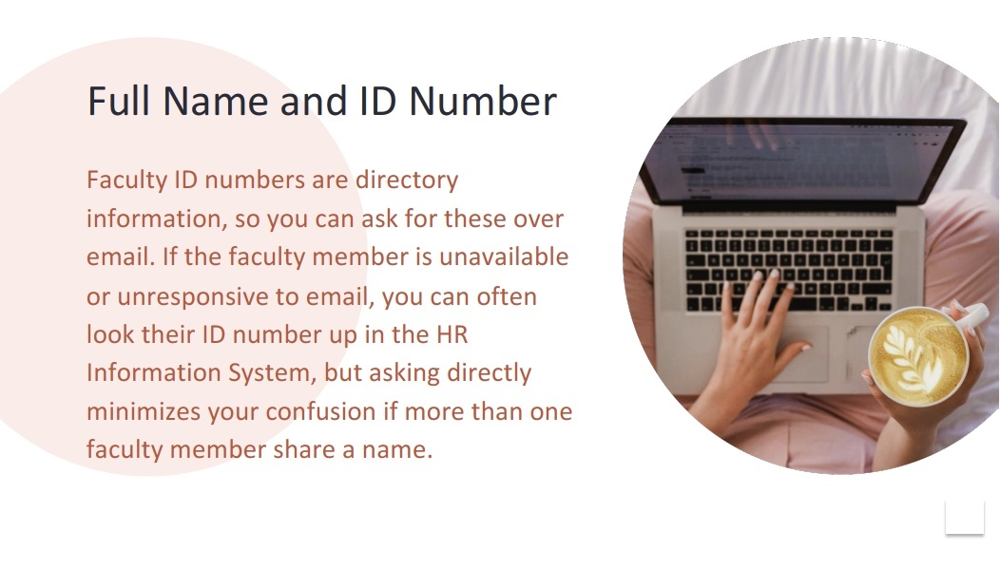 Full Name and ID Number
Faculty ID numbers are directory
information, so you can ask for these over
email. If the faculty member is unavailable
or unresponsive to email, you can often
look their ID number up in the HR
Information System, but asking directly
minimizes your confusion if more than one
faculty member share a name.